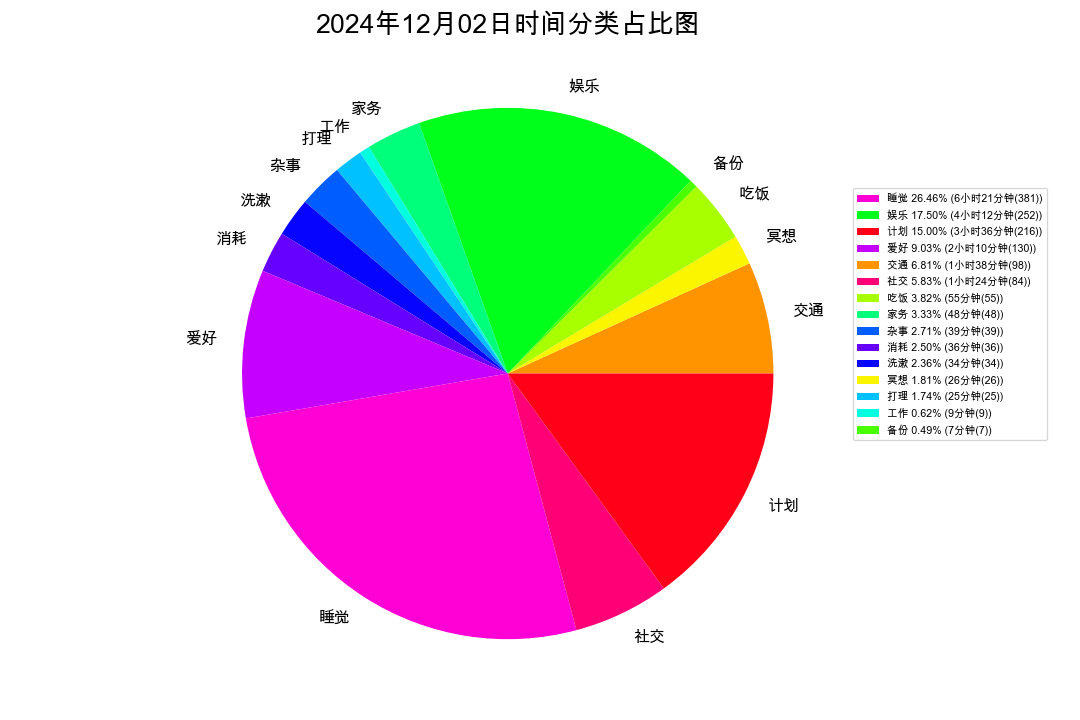 2024年12月02日时间分类占比图
娱乐
家务
工作
打理
备份
杂事
吃饭
洗漱
冥想
消耗
交通
爱好
计划
睡觉
社交
睡觉 26.46% (6小时21分钟(381))
娱乐 17.50% (4小时12分钟(252))
计划 15.00% (3小时36分钟(216))
爱好 9.03% (2小时10分钟(130))
交通 6.81% (1小时38分钟(98))
社交 5.83% (1小时24分钟(84))
吃饭 3.82% (55分钟(55))
家务 3.33% (48分钟(48))
杂事 2.71% (39分钟(39))
消耗 2.50% (36分钟(36))
洗漱 2.36% (34分钟(34))
冥想 1.81% (26分钟(26))
打理 1.74% (25分钟(25))
工作 0.62% (9分钟(9))
备份 0.49% (7分钟(7))